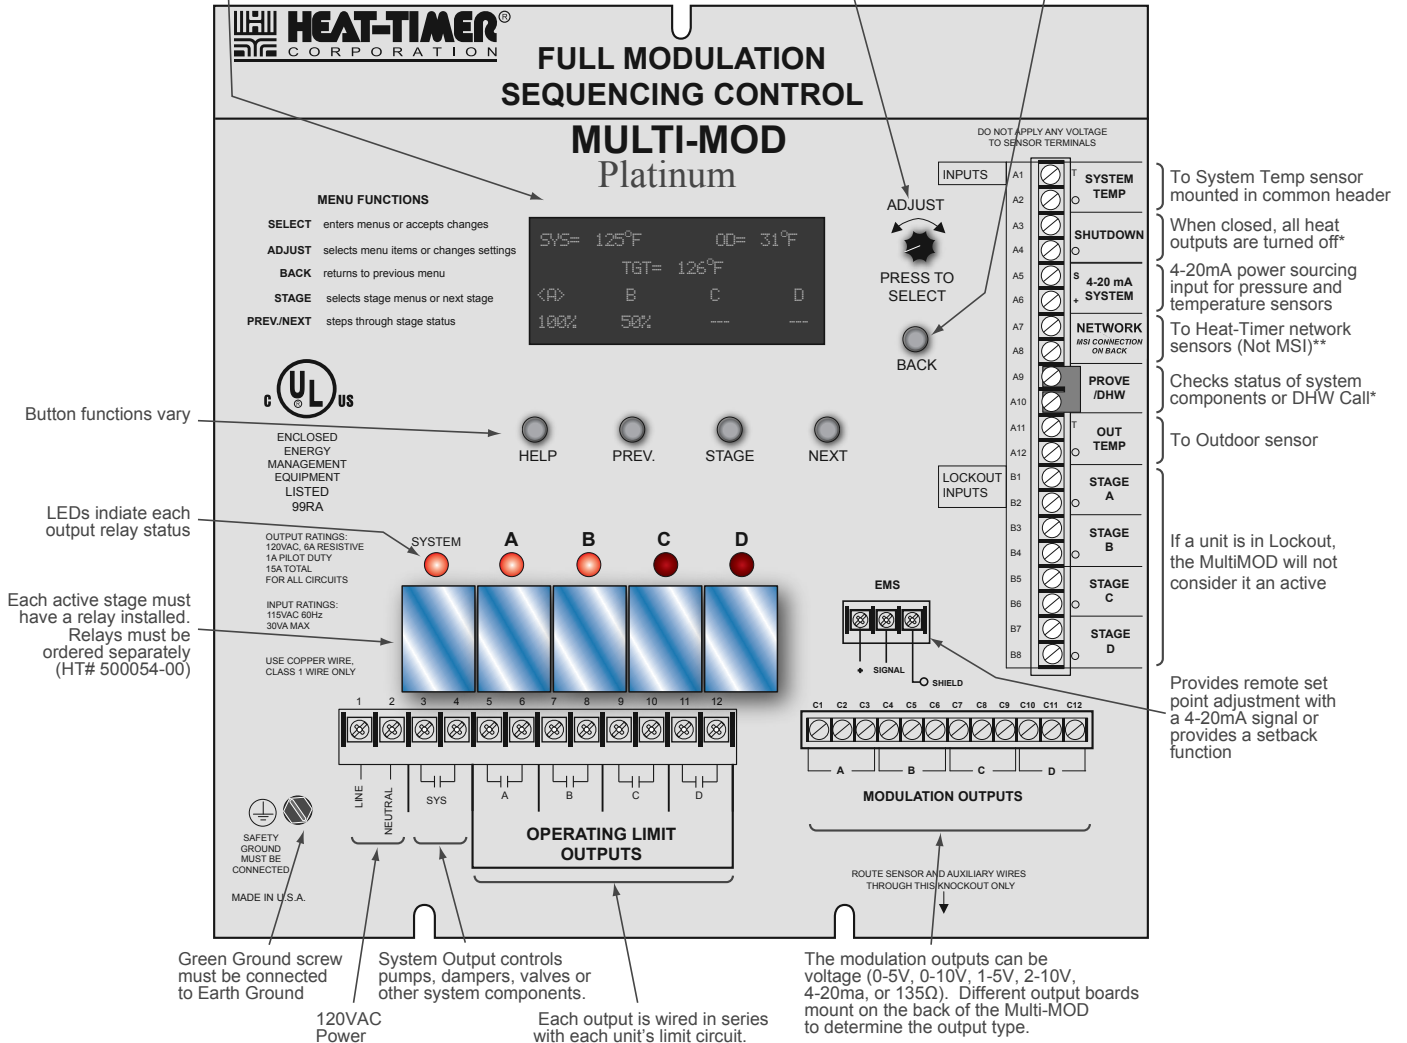 HEAT-TIMER®
CORPORATION
FULL MODULATION
SEQUENCING CONTROL
MULTI-MOD
Platinum
MENU FUNCTIONS
SELECT enters menus or accepts changes
ADJUST selects menu items or changes settings
BACK returns to previous menu
STAGE selects stage menus or next stage
PREV./NEXT steps through stage status
SYS= 125°F OD= 31°F
TGT= 126°F
<A> B C D
100% 50% --- ---
ADJUST
PRESS TO
SELECT
BACK
DO NOT APPLY ANY VOLTAGE
TO SENSOR TERMINALS
INPUTS
A1 T SYSTEM
A2 TEMP
A3 SHUTDOWN
A4
A5 S 4-20 mA
A6 + SYSTEM
A7 NETWORK
MSI CONNECTION
A8 ON BACK
A9 PROVE
A10 /DHW
A11 T OUT
A12 TEMP
LOCKOUT
INPUTS
B1 STAGE
B2 A
B3 STAGE
B4 B
B5 STAGE
B6 C
B7 STAGE
B8 D
To System Temp sensor
mounted in common header
When closed, all heat
outputs are turned off*
4-20mA power sourcing
input for pressure and
temperature sensors
To Heat-Timer network
sensors (Not MSI)**
Checks status of system
components or DHW Call*
To Outdoor sensor
If a unit is in Lockout,
the MultiMOD will not
consider it an active
Provides remote set
point adjustment with
a 4-20mA signal or
provides a setback
function
C UL ® US
ENCLOSED
ENERGY
MANAGEMENT
EQUIPMENT
LISTED
99RA
Button functions vary
HELP PREV. STAGE NEXT
LEDs indiate each
output relay status
OUTPUT RATINGS:
120VAC, 6A RESISTIVE
1A PILOT DUTY
15A TOTAL
FOR ALL CIRCUITS
INPUT RATINGS:
115VAC 60Hz
30VA MAX
USE COPPER WIRE,
CLASS 1 WIRE ONLY
SYSTEM A B C D
Each active stage must
have a relay installed.
Relays must be
ordered separately
(HT# 500054-00)
EMS
+ SIGNAL
SHIELD
1 2 3 4 5 6 7 8 9 10 11 12
LINE
NEUTRAL
SYS A B C D
OPERATING LIMIT
OUTPUTS
C1 C2 C3 C4 C5 C6 C7 C8 C9 C10 C11 C12
A B C D
MODULATION OUTPUTS
SAFETY
GROUND
MUST BE
CONNECTED
MADE IN U.S.A.
ROUTE SENSOR AND AUXILIARY WIRES
THROUGH THIS KNOCKOUT ONLY
Green Ground screw
must be connected
to Earth Ground
120VAC
Power
System Output controls
pumps, dampers, valves or
other system components.
Each output is wired in series
with each unit's limit circuit.
The modulation outputs can be
voltage (0-5V, 0-10V, 1-5V, 2-10V,
4-20ma, or 135Ω). Different output boards
mount on the back of the Multi-MOD
to determine the output type.